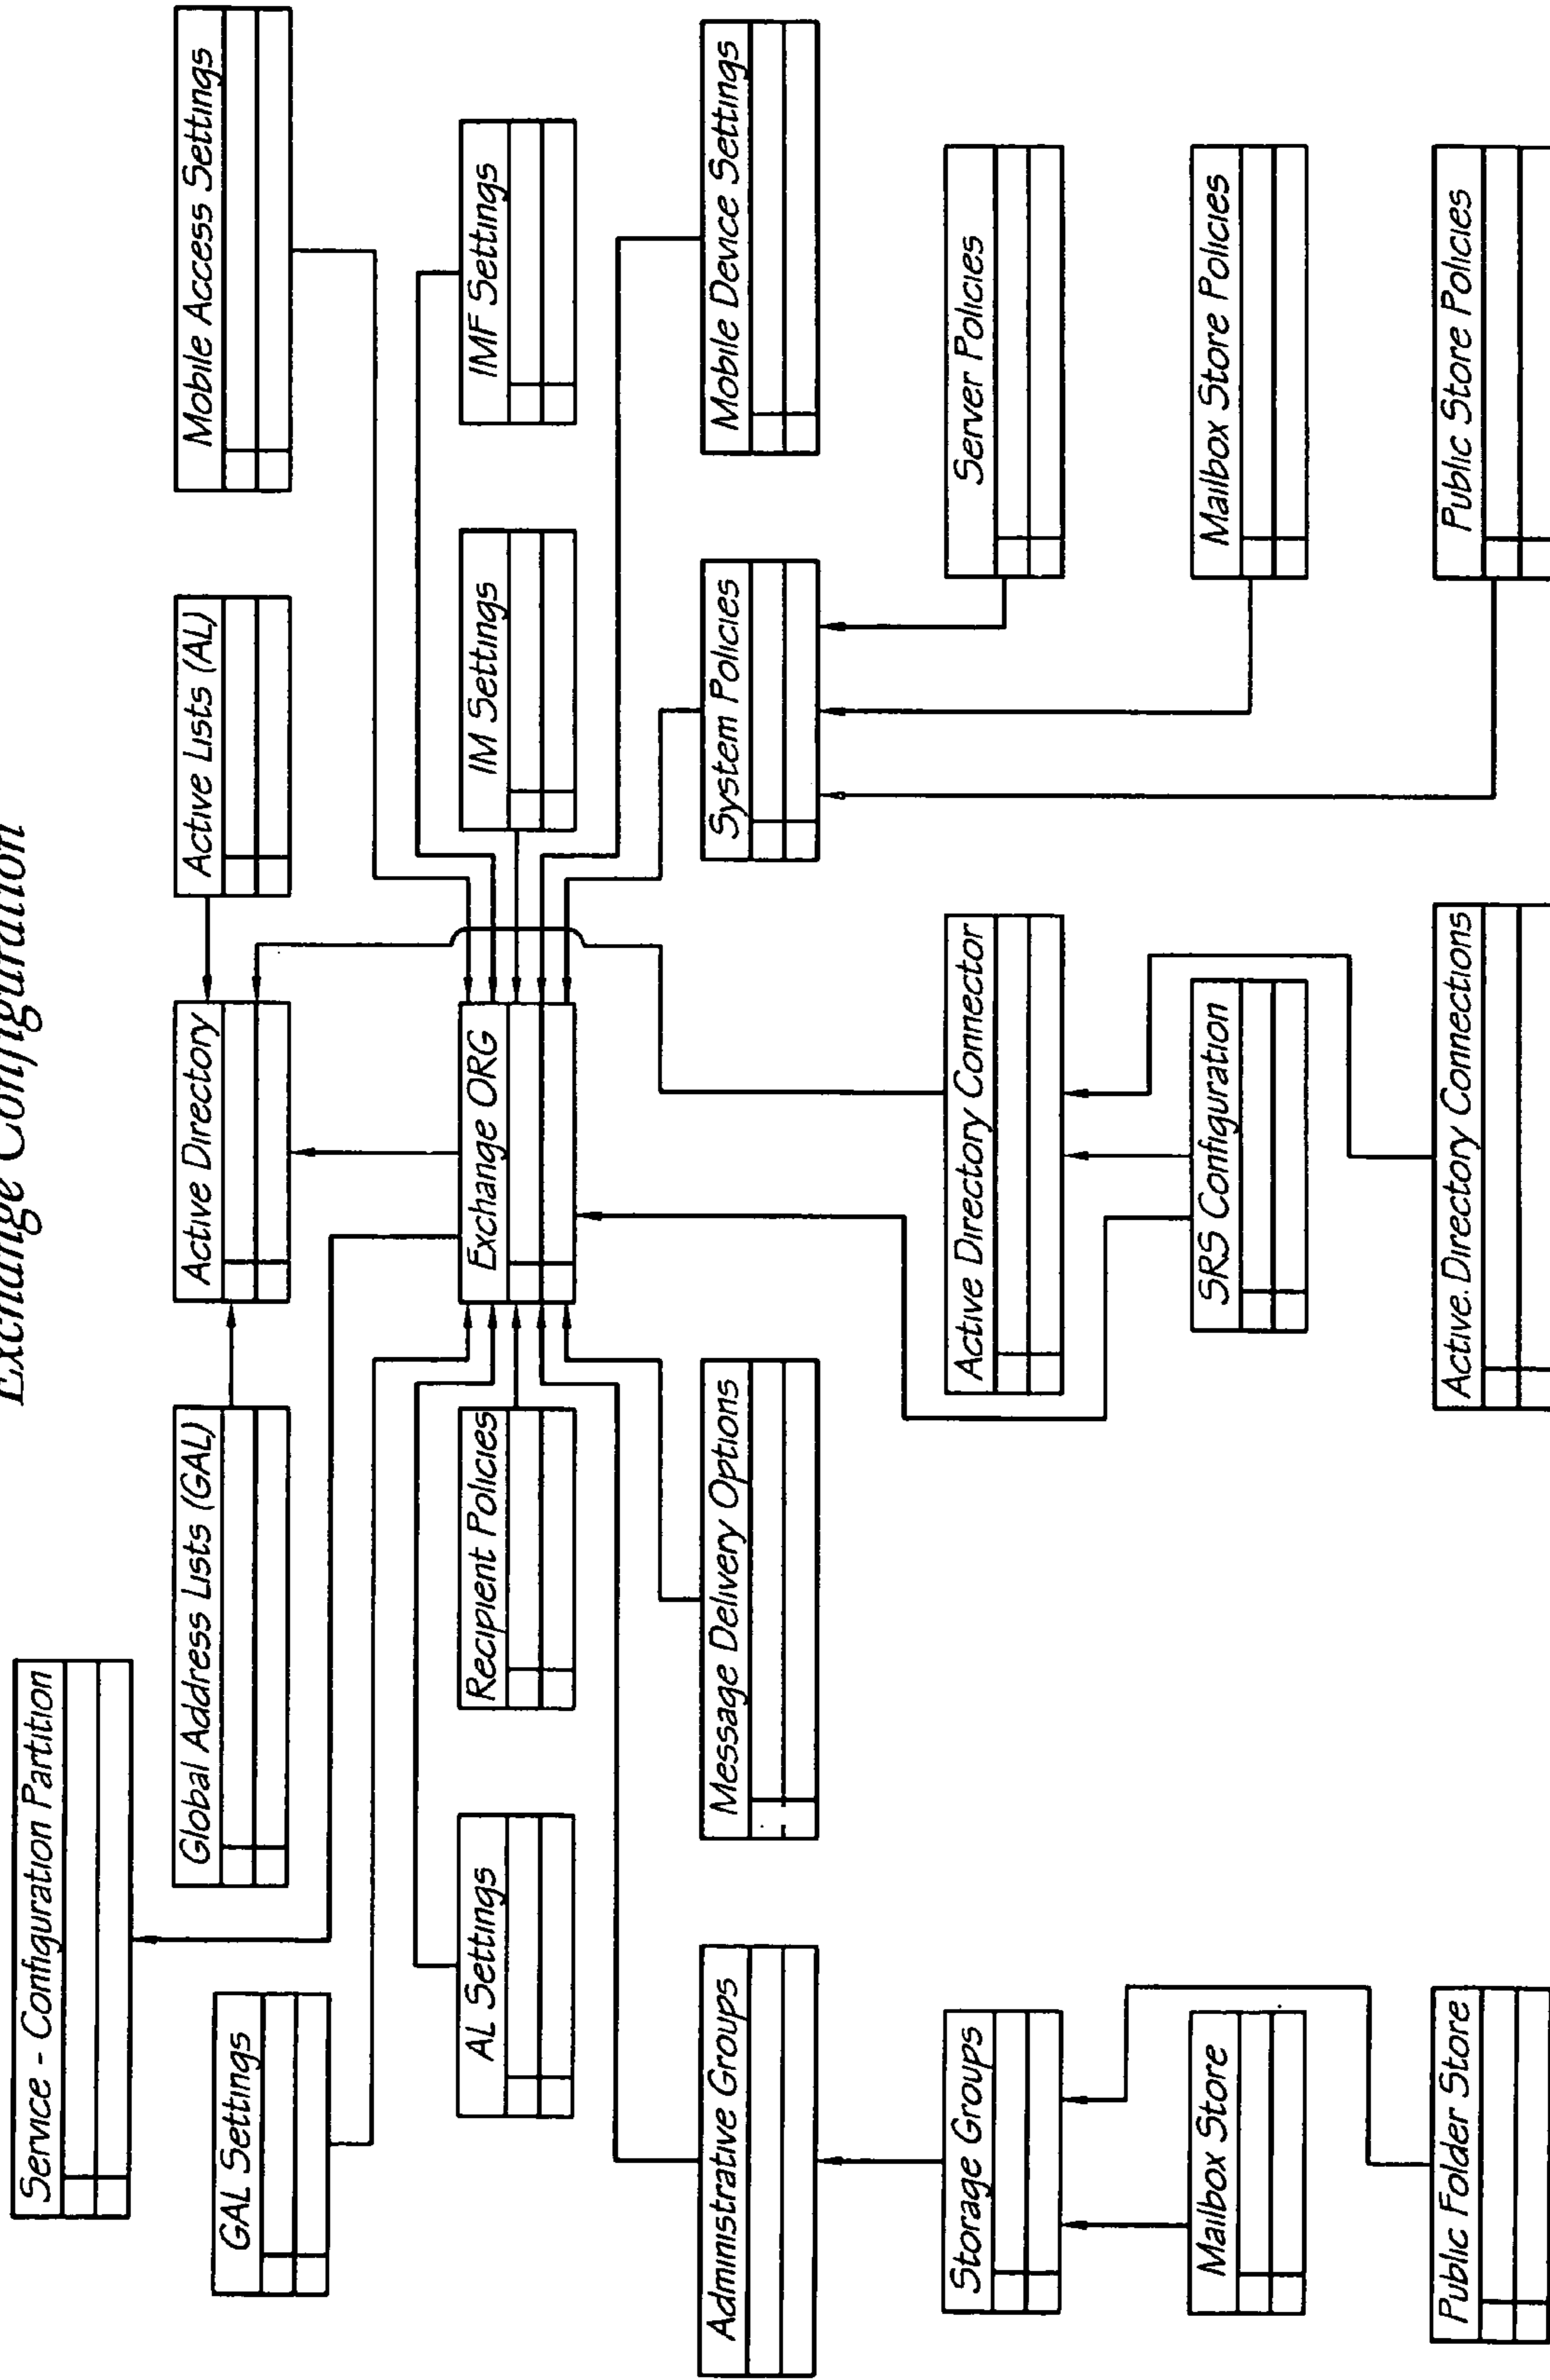 Exchange Configuration
Service - Configuration Partition
GAL Settings
Global Address Lists (GAL)
Active Directory
Active Lists (AL)
Mobile Access Settings
AL Settings
Recipient Policies
Exchange ORG
IM Settings
IMF Settings
Administrative Groups
Message Delivery Options
System Policies
Mobile Device Settings
Storage Groups
Active Directory Connector
Server Policies
Mailbox Store
SRS Configuration
Mailbox Store Policies
Public Folder Store
Active.Directory Connections
Public Store Policies